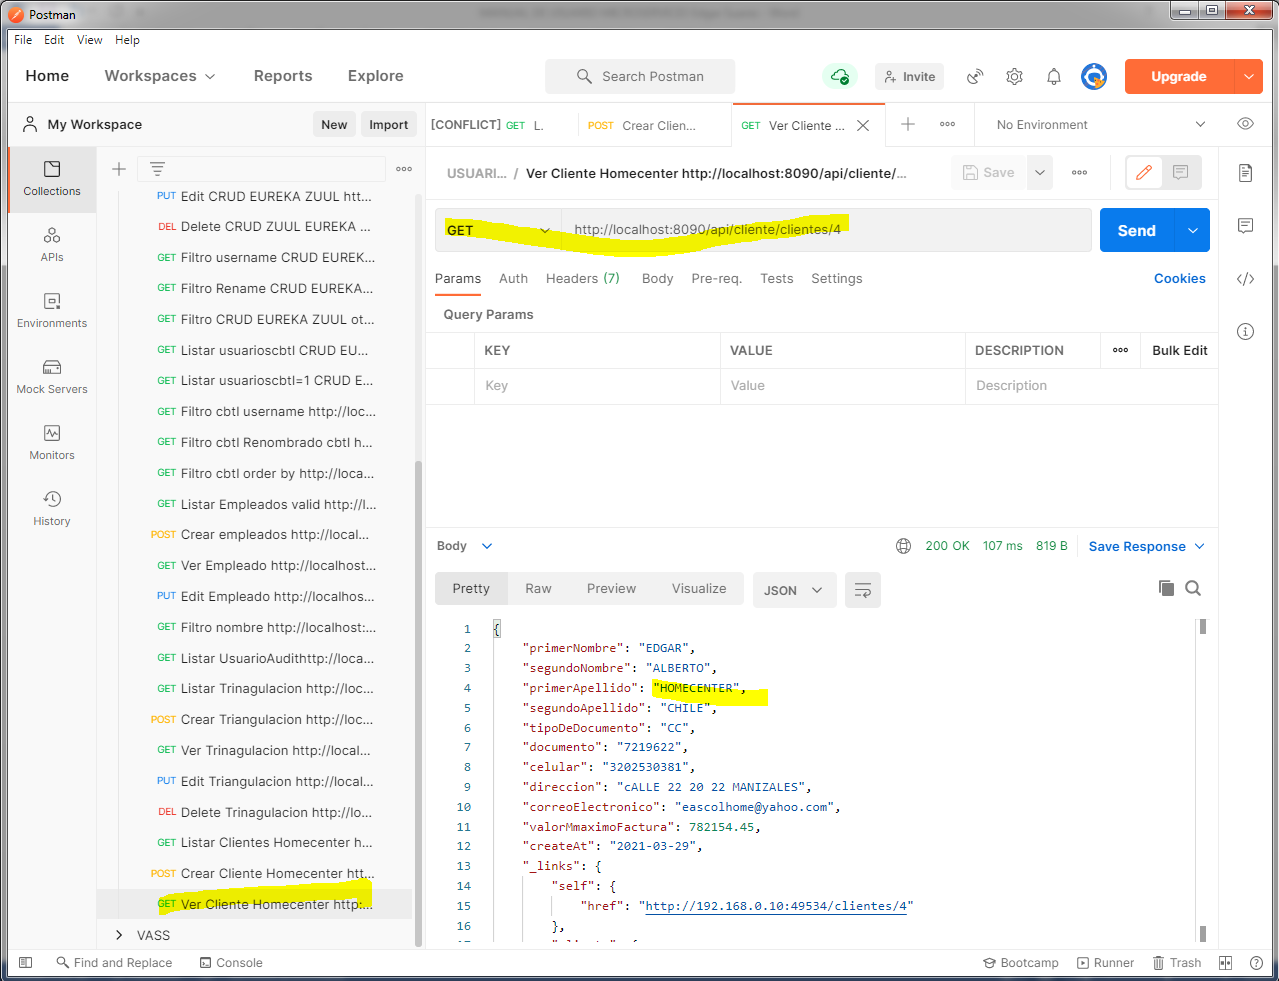 Postman
File Edit View Help
Home Workspaces Reports Explore Search Postman Invite Upgrade
My Workspace New Import
[CONFLICT] GET L. POST Crear Clien... GET Ver Cliente ... No Environment
Collections
APIs
Environments
Mock Servers
Monitors
History
PUT Edit CRUD EUREKA ZUUL htt...
DEL Delete CRUD ZUUL EUREKA ...
GET Filtro username CRUD EUREK...
GET Filtro Rename CRUD EUREKA...
GET Filtro CRUD EUREKA ZUUL ot...
GET Listar usuarioscbtl CRUD EU...
GET Listar usuarioscbtl=1 CRUD E...
GET Filtro cbtl username http://loc...
GET Filtro cbtl Renombrado cbtl h...
GET Filtro cbtl order by http://loca...
GET Listar Empleados valid http://l...
POST Crear empleados http://local...
GET Ver Empleado http://localhost...
PUT Edit Empleado http://localhos...
GET Filtro nombre http://localhost:...
GET Listar UsuarioAudithttp://loca...
GET Listar Trinagulacion http://loc...
POST Crear Triangulacion http://loc...
GET Ver Trinagulacion http://local...
PUT Edit Triangulacion http://local...
DEL Delete Trinagulacion http://lo...
GET Listar Clientes Homecenter h...
POST Crear Cliente Homecenter htt...
GET Ver Cliente Homecenter http:...
VASS
USUARI... / Ver Cliente Homecenter http://localhost:8090/api/cliente/... Save
GET http://localhost:8090/api/cliente/clientes/4 Send
Params Auth Headers (7) Body Pre-req. Tests Settings Cookies
Query Params
KEY VALUE DESCRIPTION Bulk Edit
Key Value Description
Body 200 OK 107 ms 819 B Save Response
Pretty Raw Preview Visualize JSON
1 {
2 "primerNombre": "EDGAR",
3 "segundoNombre": "ALBERTO",
4 "primerApellido": "HOMECENTER",
5 "segundoApellido": "CHILE",
6 "tipoDeDocumento": "CC",
7 "documento": "7219622",
8 "celular": "3202530381",
9 "direccion": "cALLE 22 20 22 MANIZALES",
10 "correoElectronico": "eascolhome@yahoo.com",
11 "valorMmaximoFactura": 782154.45,
12 "createAt": "2021-03-29",
13 "_links": {
14 "self": {
15 "href": "http://192.168.0.10:49534/clientes/4"
16 },
Find and Replace Console Bootcamp Runner Trash